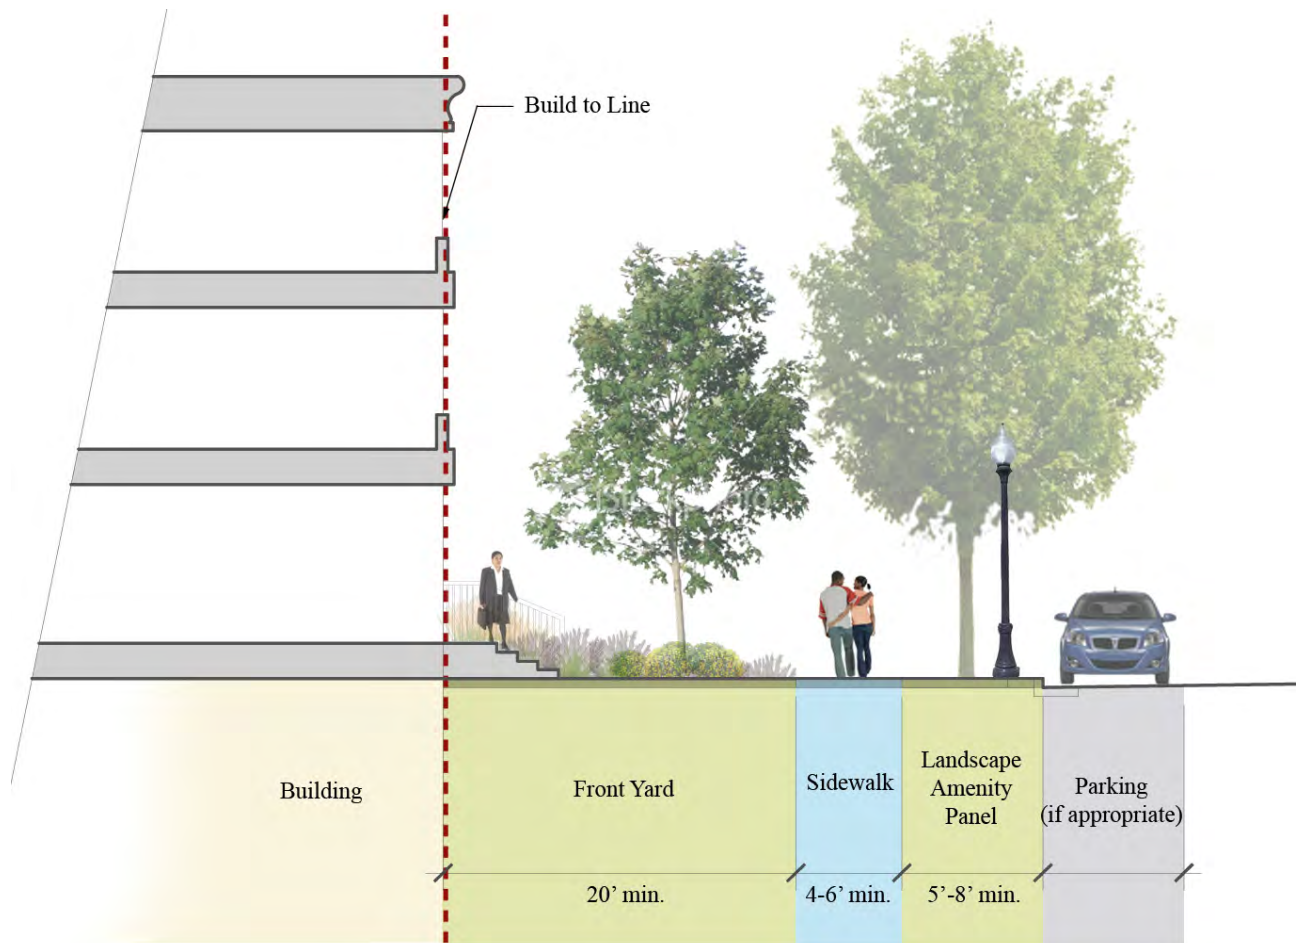 Build to Line
Building
Front Yard
Sidewalk
Landscape
Amenity
Panel
Parking
(if appropriate)
20’ min.
4-6’ min.
5’-8’ min.